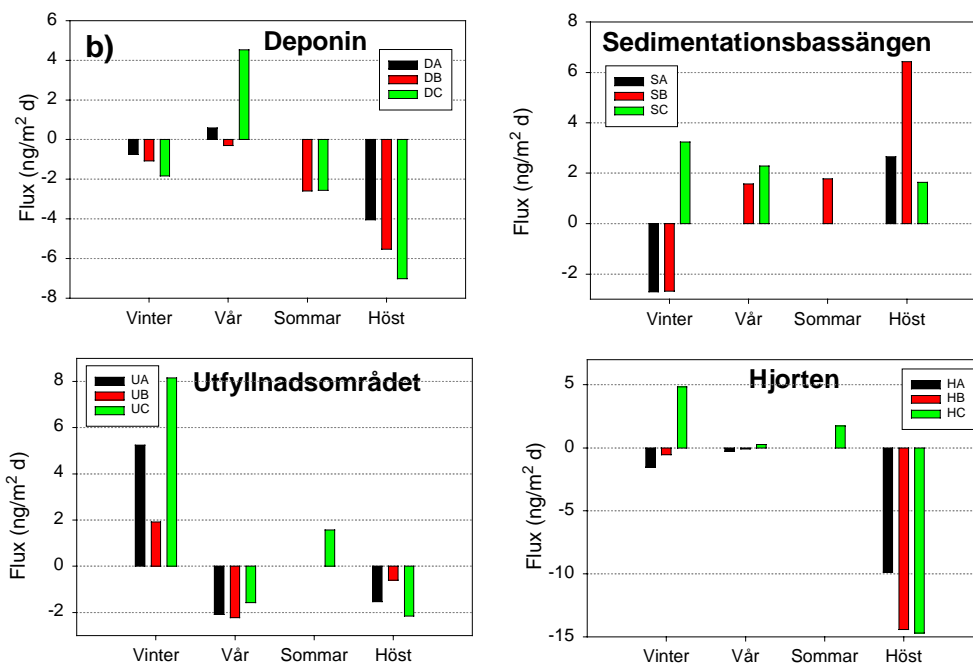 b)
Deponin
DA
DB
DC
Flux (ng/m² d)
6
4
2
0
-2
-4
-6
-8
Vinter Vår Sommar Höst
Sedimentationsbassängen
SA
SB
SC
Flux (ng/m² d)
8
6
4
2
0
-2
Vinter Vår Sommar Höst
Utfyllnadsområdet
UA
UB
UC
Flux (ng/m² d)
8
6
4
2
0
-2
Vinter Vår Sommar Höst
Hjorten
HA
HB
HC
Flux (ng/m² d)
5
0
-5
-10
-15
Vinter Vår Sommar Höst